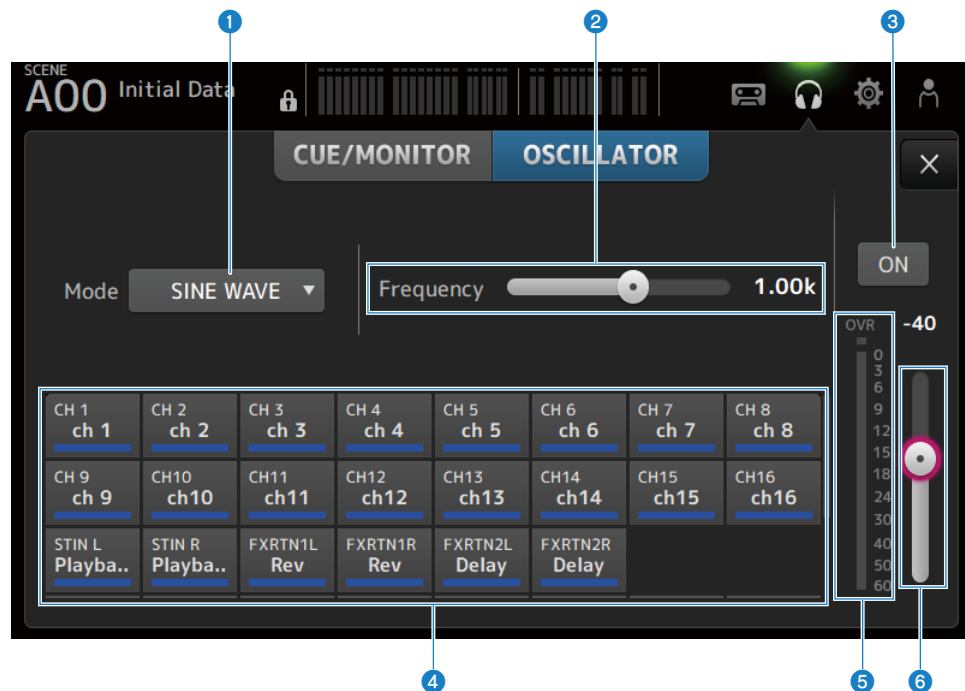 1 2 3
SCENE
A00 Initial Data
CUE/MONITOR OSCILLATOR
ON
Mode SINE WAVE Frequency 1.00k
OVR -40
0
3
6
9
12
15
18
24
30
40
50
60
CH 1 CH 2 CH 3 CH 4 CH 5 CH 6 CH 7 CH 8
ch 1 ch 2 ch 3 ch 4 ch 5 ch 6 ch 7 ch 8
CH 9 CH10 CH11 CH12 CH13 CH14 CH15 CH16
ch 9 ch10 ch11 ch12 ch13 ch14 ch15 ch16
STIN L STIN R FXRTN1L FXRTN1R FXRTN2L FXRTN2R
Playba.. Playba.. Rev Rev Delay Delay
4 5 6